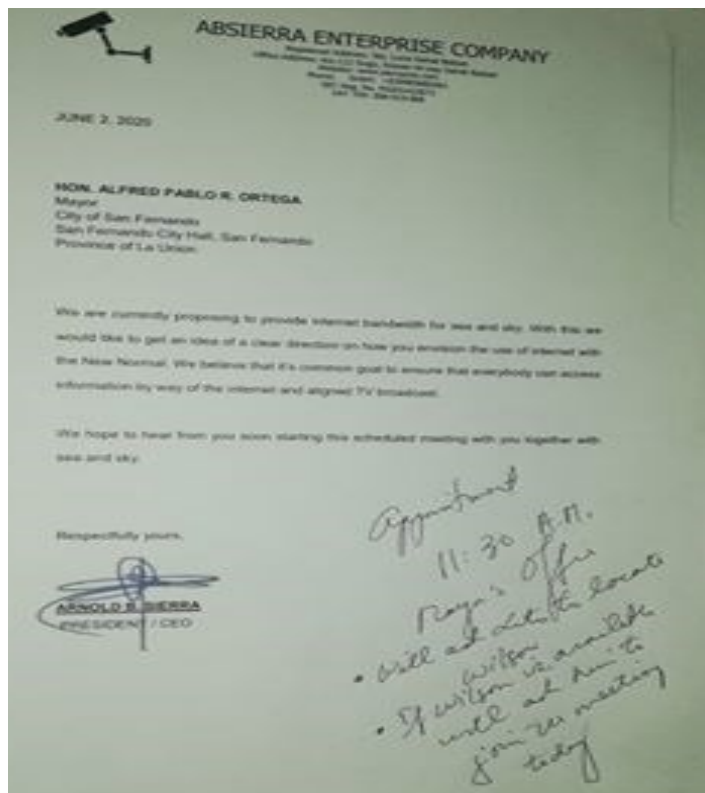 ABSIERRA ENTERPRISE COMPANY
JUNE 2, 2020
HON. ALFRED PABLO R. ORTEGA
Mayor
City of San Fernando
San Fernando City Hall, San Fernando
Province of La Union
We are currently proposing to provide internet bandwidth for sea and sky. With this we
would like to get an idea of a clear direction on how you envision the use of internet with
the New Normal. We believe that it's common goal to ensure that everybody can access
information by way of the internet and aligned TV broadcast.
We hope to hear from you soon starting this scheduled meeting with you together with
sea and sky.
Respectfully yours,
ARNOLD B. SIERRA
PRESIDENT / CEO
Appointment
11:30 A.M.
Mayor's Office
• will ask to locate
Wilson
• If Wilson is available
will ask him to
join meeting
today